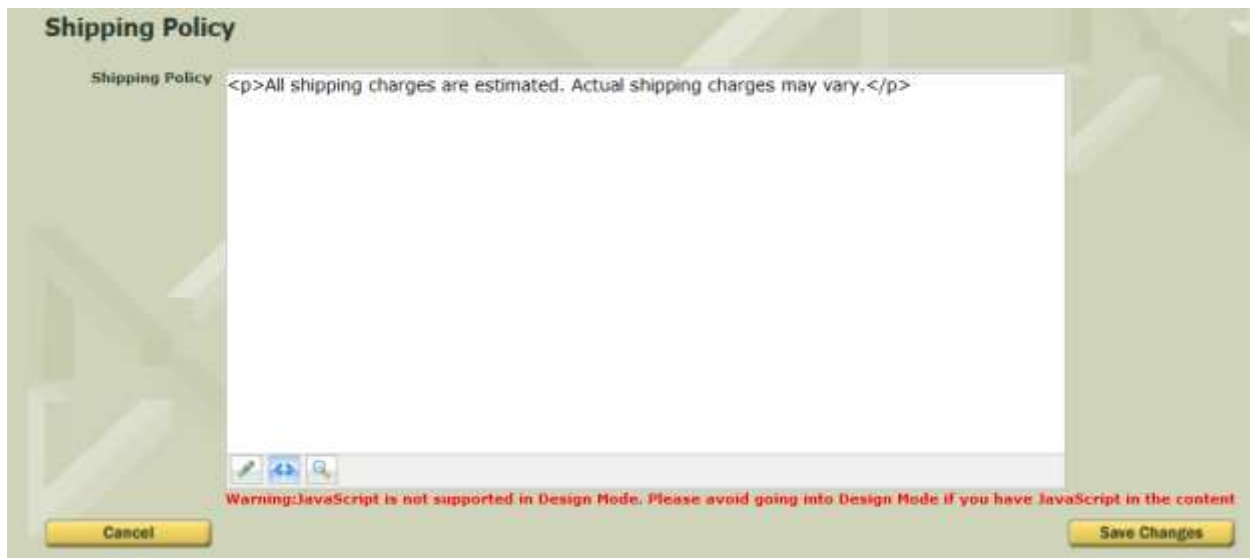 Shipping Policy
Shipping Policy
<p>All shipping charges are estimated. Actual shipping charges may vary.</p>
Warning:JavaScript is not supported in Design Mode. Please avoid going into Design Mode if you have JavaScript in the content
Cancel
Save Changes